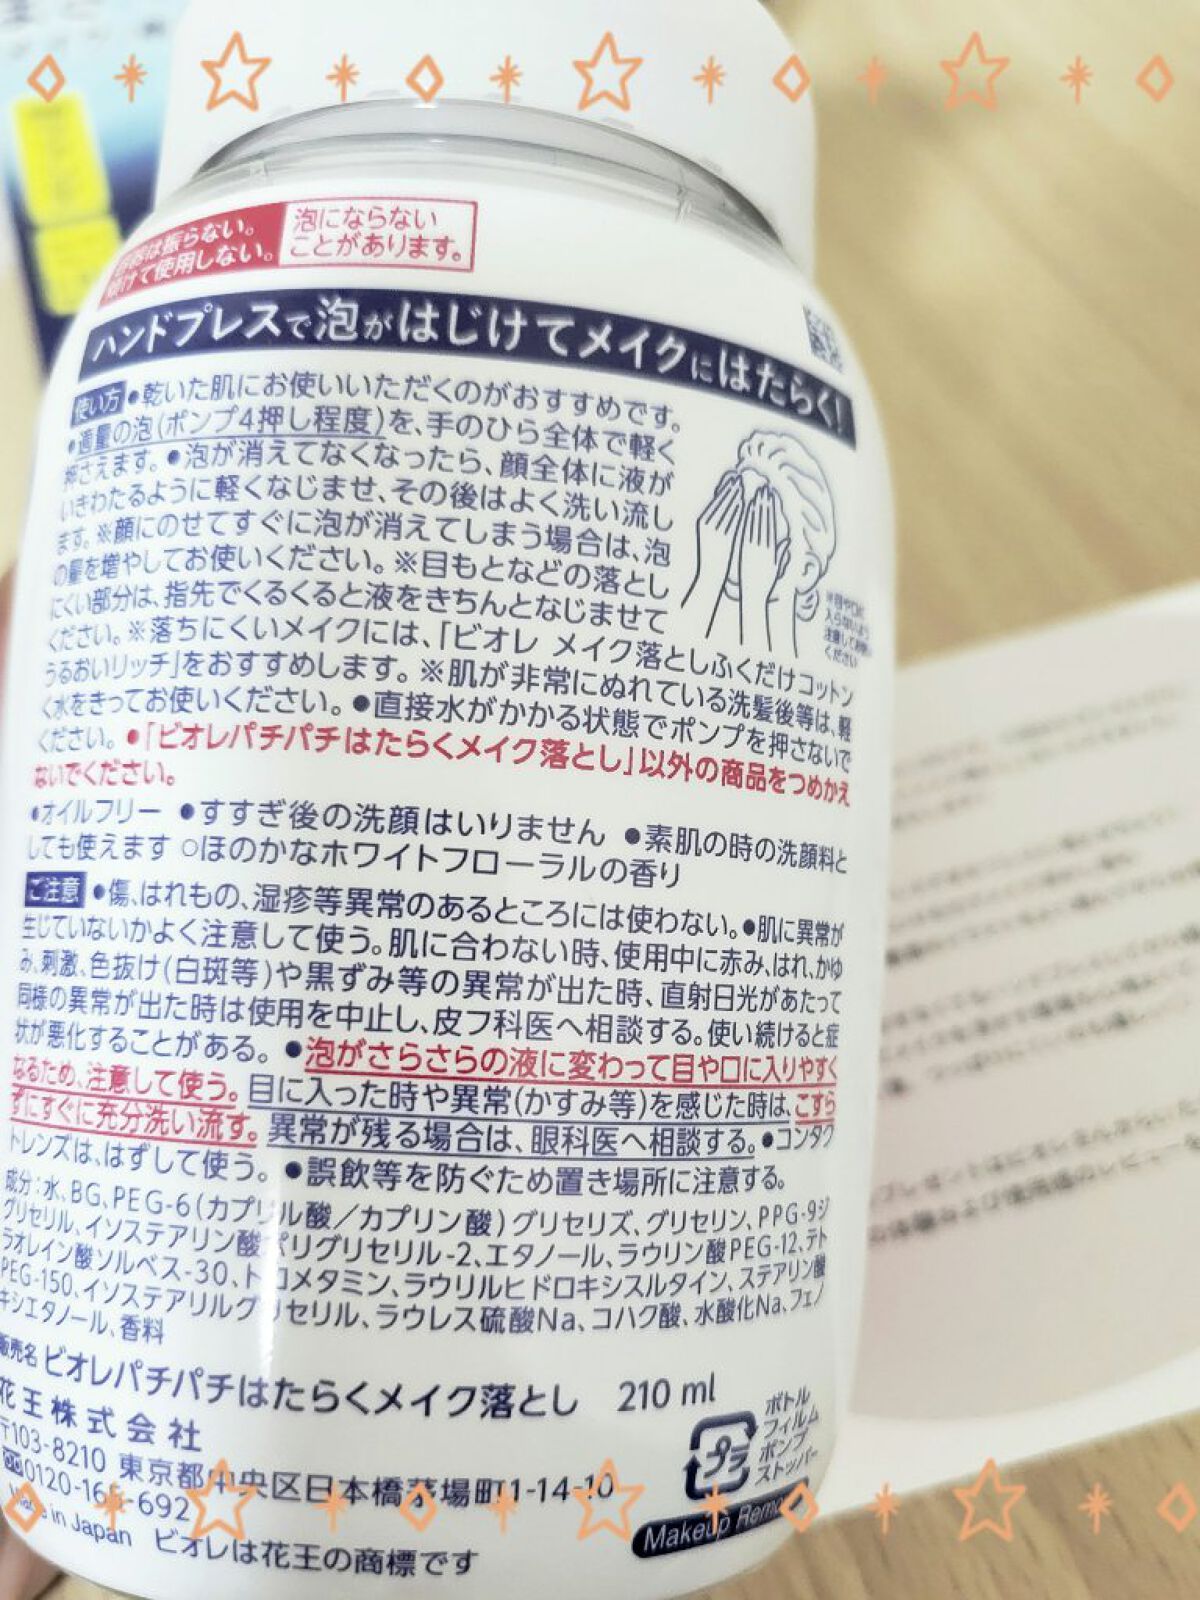 容器は振らない。
傾けて使用しない。
泡にならない
ことがあります。
ハンドプレスで泡がはじけてメイクにはたらく!
使い方 ●乾いた肌にお使いいただくのがおすすめです。
●適量の泡(ポンプ4押し程度)を、手のひら全体で軽く
押さえます。●泡が消えてなくなったら、顔全体に液が
いきわたるように軽くなじませ、その後はよく洗い流し
ます。※顔にのせてすぐに泡が消えてしまう場合は、泡
の量を増やしてお使いください。※目もとなどの落とし
にくい部分は、指先でくるくると液をきちんとなじませて
ください。※落ちにくいメイクには、「ビオレ メイク落としふくだけコットン
うるおいリッチ」をおすすめします。※肌が非常にぬれている洗髪後等は、軽
く水をきってお使いください。●直接水がかかる状態でポンプを押さないで
ください。●「ビオレパチパチはたらくメイク落とし」以外の商品をつめかえ
ないでください。
※目や口に
入らないよう
注意してお使い
ください
●オイルフリー ●すすぎ後の洗顔はいりません ●素肌の時の洗顔料と
しても使えます ○ほのかなホワイトフローラルの香り
ご注意 ●傷、はれもの、湿疹等異常のあるところには使わない。●肌に異常が
生じていないかよく注意して使う。肌に合わない時、使用中に赤み、はれ、かゆ
み、刺激、色抜け(白斑等)や黒ずみ等の異常が出た時、直射日光があたって
同様の異常が出た時は使用を中止し、皮フ科医へ相談する。使い続けると症
状が悪化することがある。●泡がさらさらの液に変わって目や口に入りやすく
なるため、注意して使う。目に入った時や異常(かすみ等)を感じた時は、こすら
ずにすぐに充分洗い流す。異常が残る場合は、眼科医へ相談する。●コンタク
トレンズは、はずして使う。●誤飲等を防ぐため置き場所に注意する。
成分:水、BG、PEG-6(カプリル酸/カプリン酸)グリセリズ、グリセリン、PPG-9ジ
グリセリル、イソステアリン酸ポリグリセリル-2、エタノール、ラウリン酸PEG-12、テト
ラオレイン酸ソルベス-30、トロメタミン、ラウリルヒドロキシスルタイン、ステアリン酸
PEG-150、イソステアリルグリセリル、ラウレス硫酸Na、コハク酸、水酸化Na、フェノ
キシエタノール、香料
販売名 ビオレパチパチはたらくメイク落とし 210 ml
花王株式会社
〒103-8210 東京都中央区日本橋茅場町1-14-10
0120-165-692
Made in Japan ビオレは花王の商標です
プラ
ボトル
フィルム
ポンプ
ストッパー
Makeup